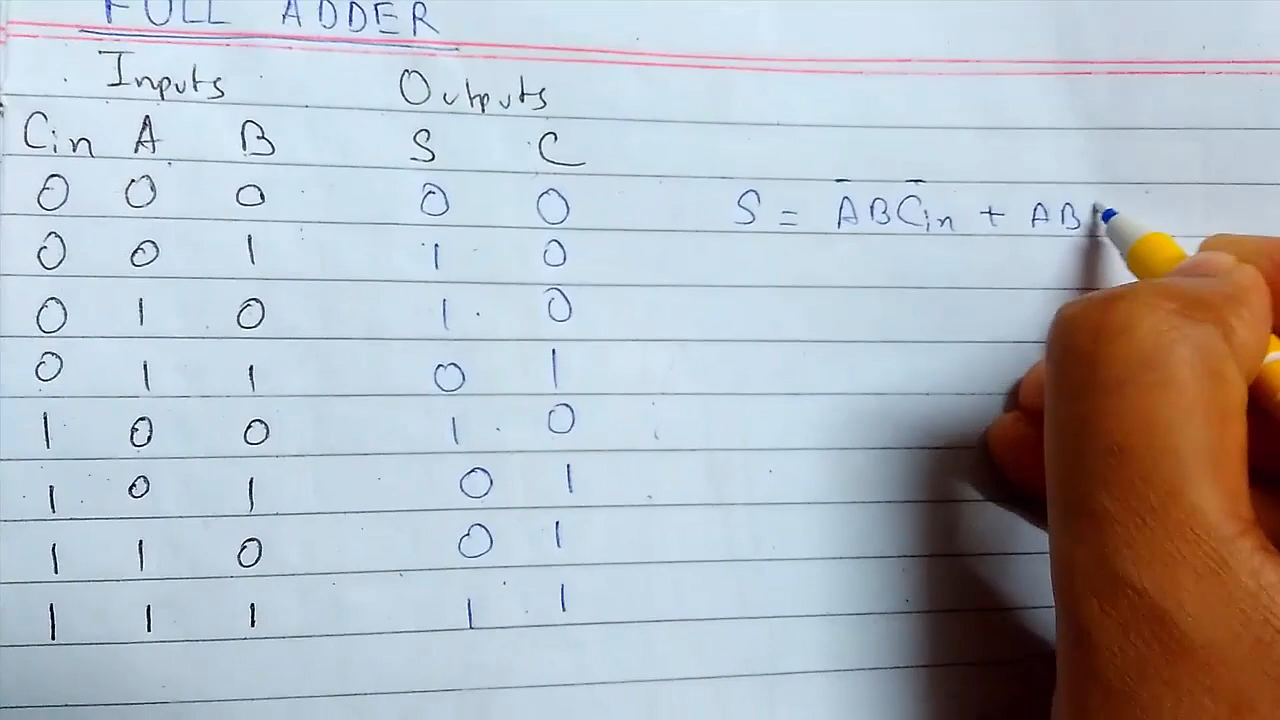 FULL ADDER
Inputs Outputs
Cin A B S C
0 0 0 0 0
0 0 1 1 0
0 1 0 1 0
0 1 1 0 1
1 0 0 1 0
1 0 1 0 1
1 1 0 0 1
1 1 1 1 1
S = A̅BC̅in + AB